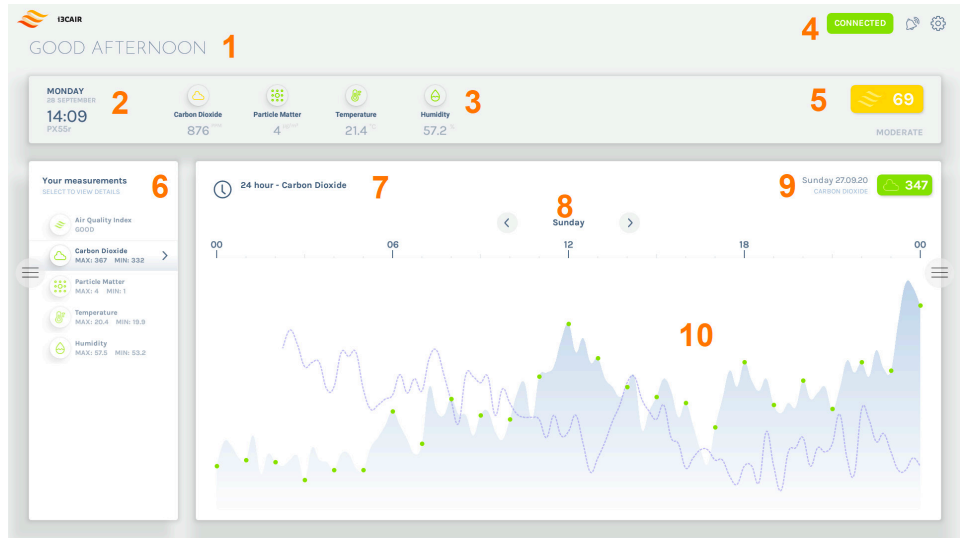 I3CAIR
GOOD AFTERNOON
1
4
CONNECTED
MONDAY
28 SEPTEMBER
14:09
PX55r
2
Carbon Dioxide
876
Particle Matter
4
Temperature
21.4
Humidity
57.2
3
5
69
MODERATE
Your measurements
SELECT TO VIEW DETAILS
6
Air Quality Index
GOOD
Carbon Dioxide
MAX: 367 MIN: 332
Particle Matter
MAX: 4 MIN: 1
Temperature
MAX: 20.4 MIN: 19.9
Humidity
MAX: 57.5 MIN: 53.2
24 hour - Carbon Dioxide
7
8
Sunday
9
Sunday 27.09.20
CARBON DIOXIDE
347
00 06 12 18 00
10